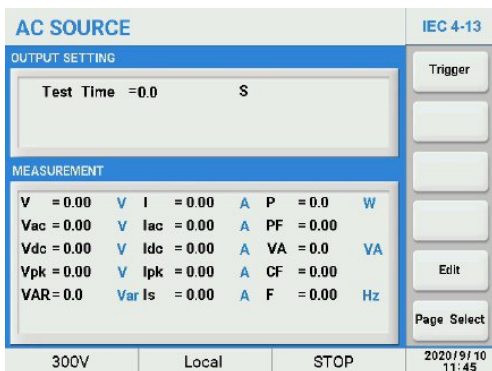 AC SOURCE
IEC 4-13
OUTPUT SETTING
Test Time =0.0 S
Trigger
MEASUREMENT
V = 0.00 V I = 0.00 A P = 0.0 W
Vac = 0.00 V Iac = 0.00 A PF = 0.00
Vdc = 0.00 V Idc = 0.00 A VA = 0.0 VA
Vpk = 0.00 V Ipk = 0.00 A CF = 0.00
VAR= 0.0 Var Is = 0.00 A F = 0.00 Hz
Edit
Page Select
300V Local STOP
2020/9/10
11:45